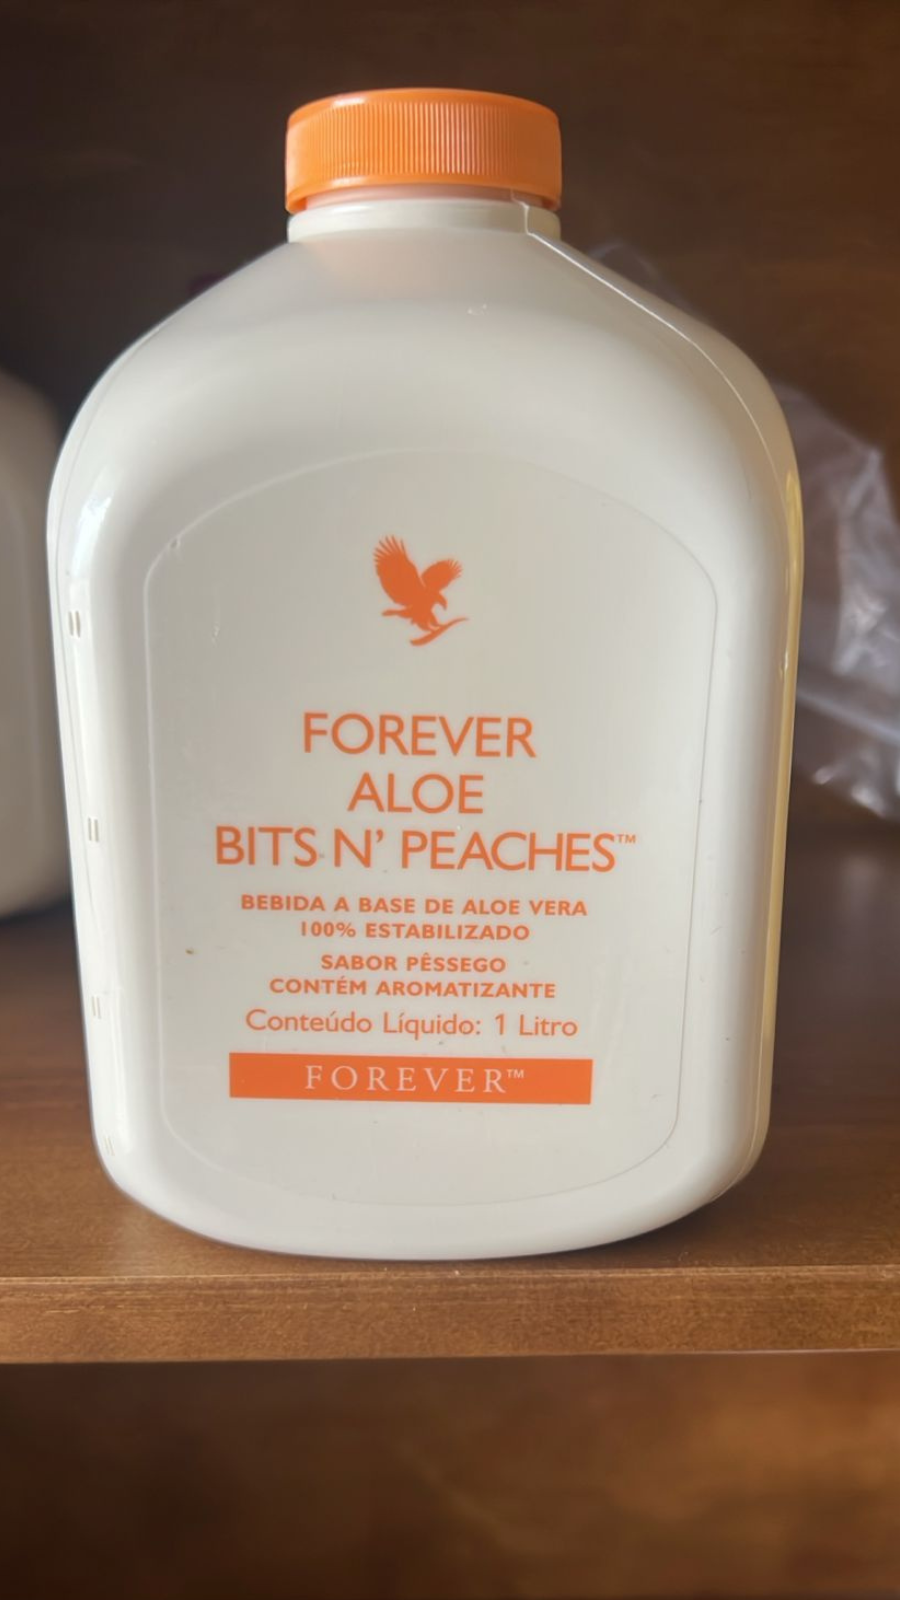 FOREVER
ALOE
BITS N' PEACHES™
BEBIDA A BASE DE ALOE VERA
100% ESTABILIZADO
SABOR PÊSSEGO
CONTÉM AROMATIZANTE
Conteúdo Líquido: 1 Litro
FOREVER™